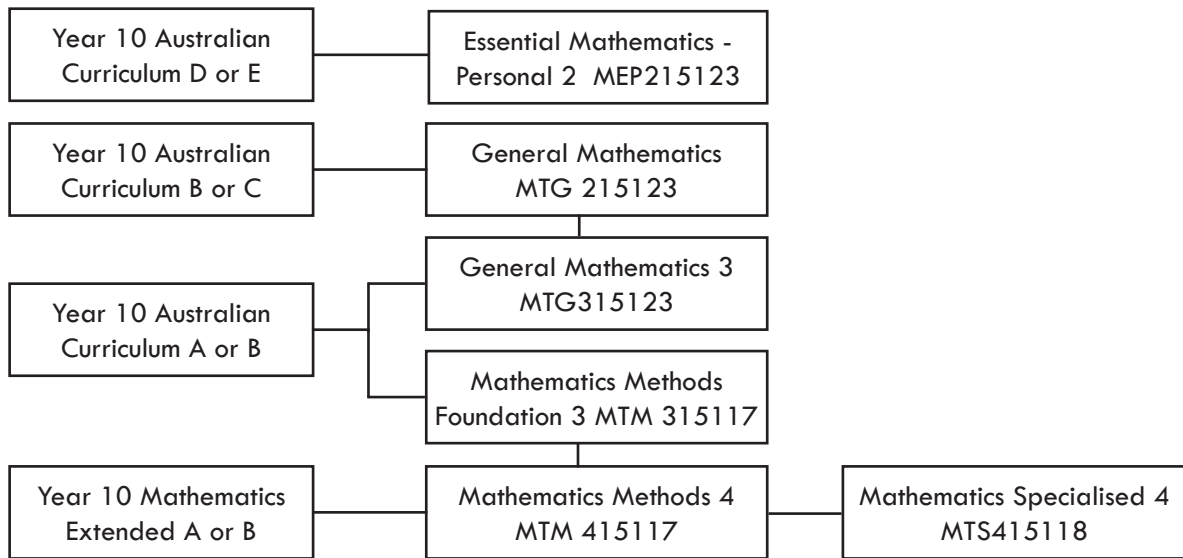 Year 10 Australian
Curriculum D or E
Essential Mathematics -
Personal 2 MEP215123
Year 10 Australian
Curriculum B or C
General Mathematics
MTG 215123
General Mathematics 3
MTG315123
Year 10 Australian
Curriculum A or B
Mathematics Methods
Foundation 3 MTM 315117
Year 10 Mathematics
Extended A or B
Mathematics Methods 4
MTM 415117
Mathematics Specialised 4
MTS415118